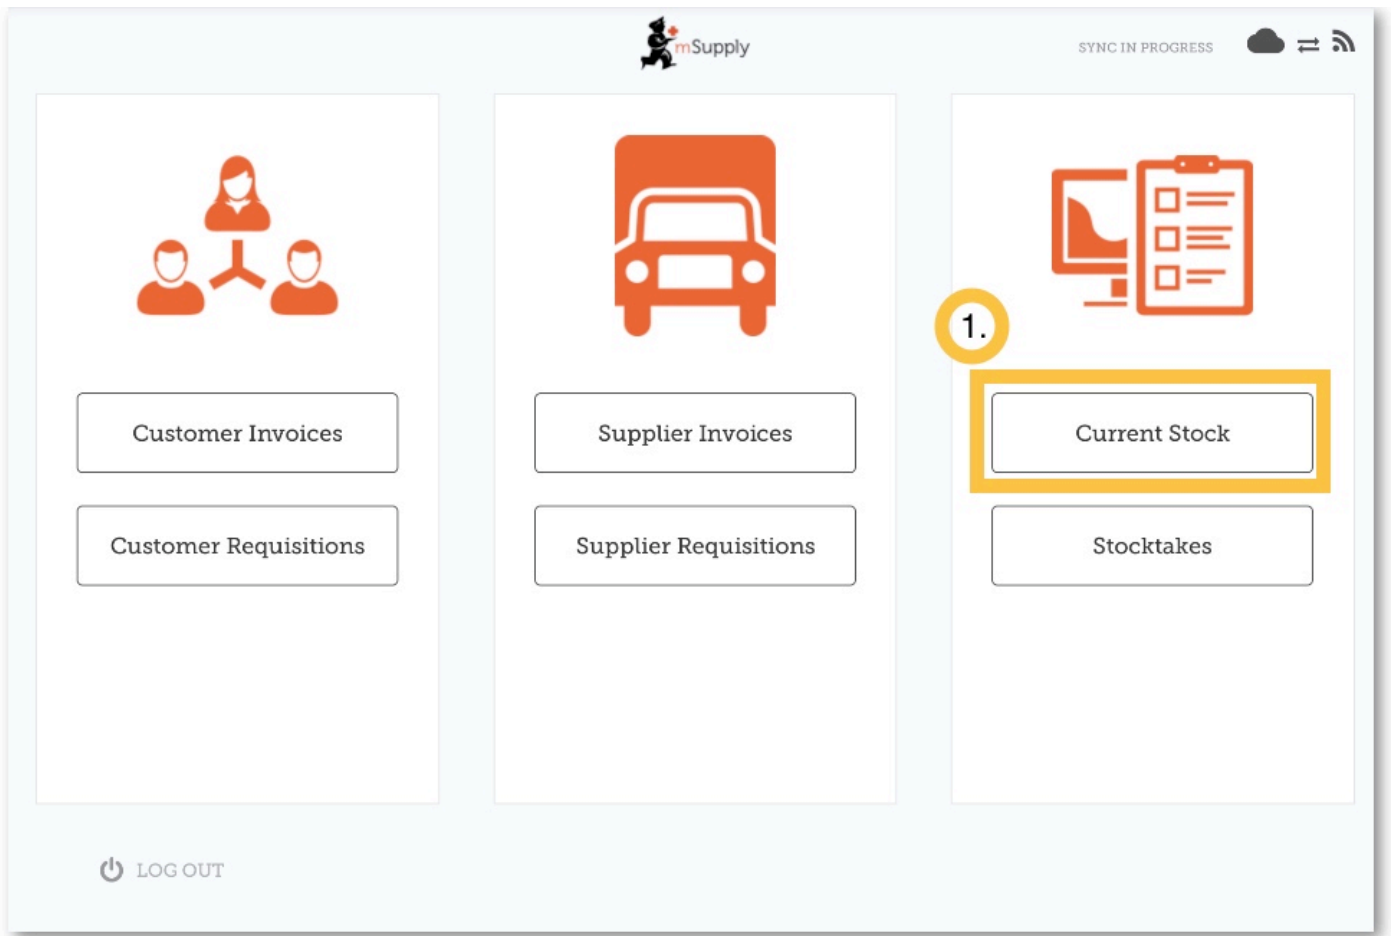 mSupply
SYNC IN PROGRESS
1.
Customer Invoices
Supplier Invoices
Current Stock
Customer Requisitions
Supplier Requisitions
Stocktakes
LOG OUT